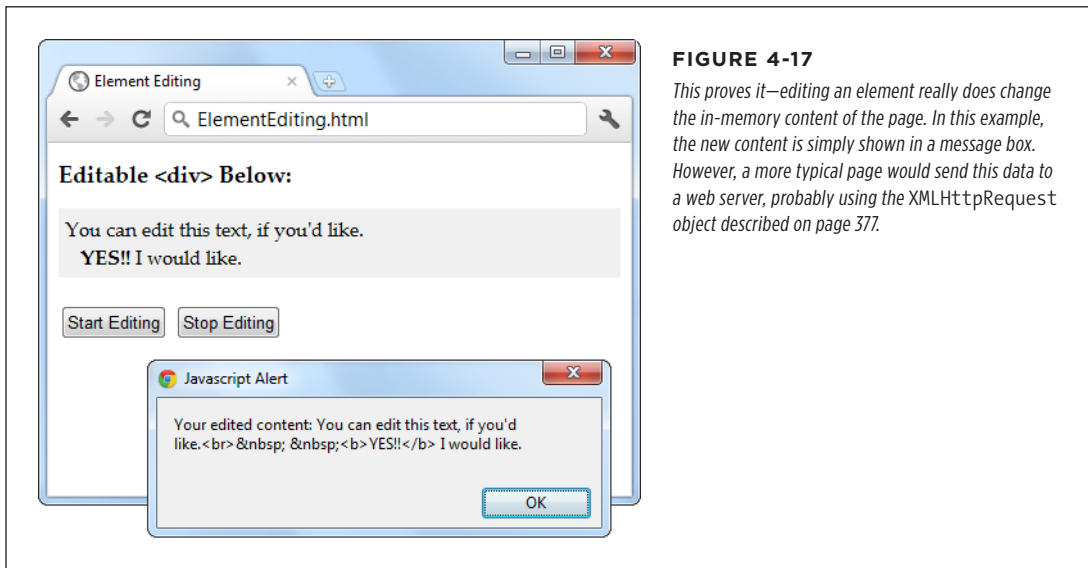 Element Editing
ElementEditing.html
Editable <div> Below:
You can edit this text, if you'd like.
YES!! I would like.
Start Editing Stop Editing
Javascript Alert
Your edited content: You can edit this text, if you'd
like.<br>&nbsp; &nbsp;<b>YES!!</b> I would like.
OK
FIGURE 4-17
This proves it—editing an element really does change
the in-memory content of the page. In this example,
the new content is simply shown in a message box.
However, a more typical page would send this data to
a web server, probably using the XMLHttpRequest
object described on page 377.